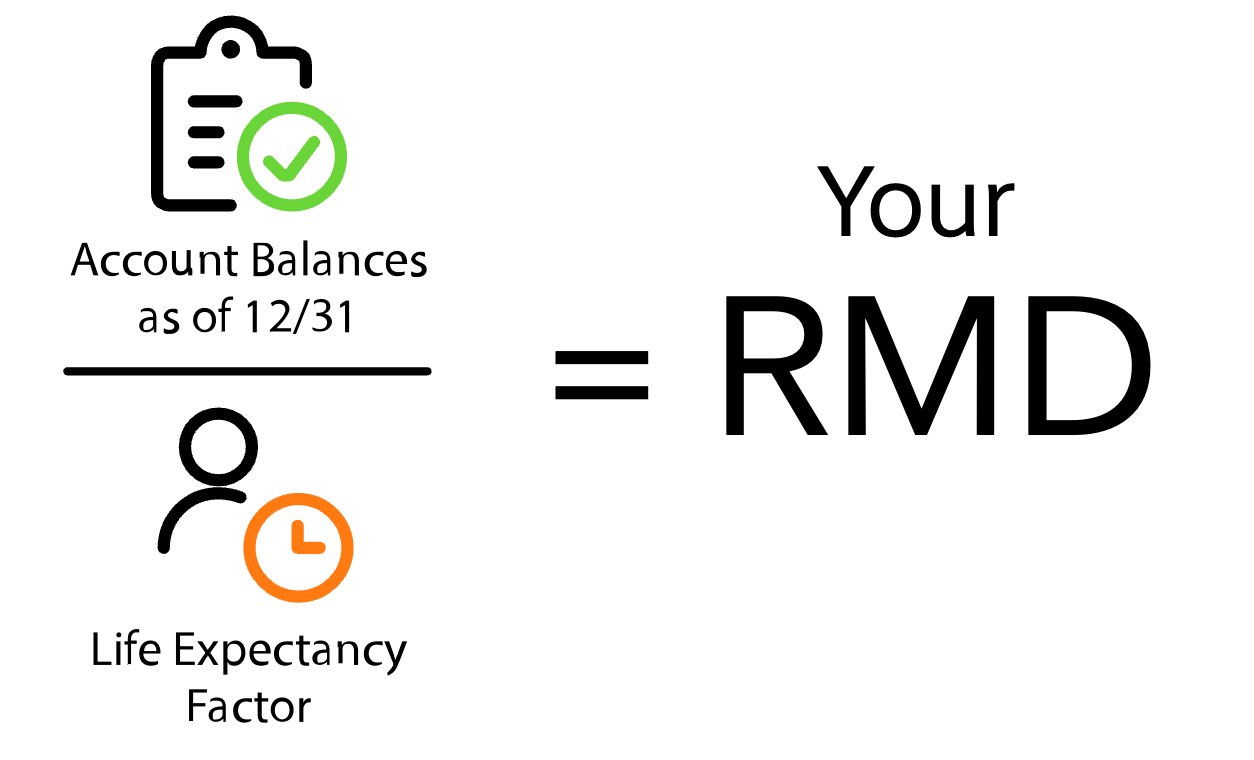 Account Balances
as of 12/31
Life Expectancy
Factor
=
Your
RMD